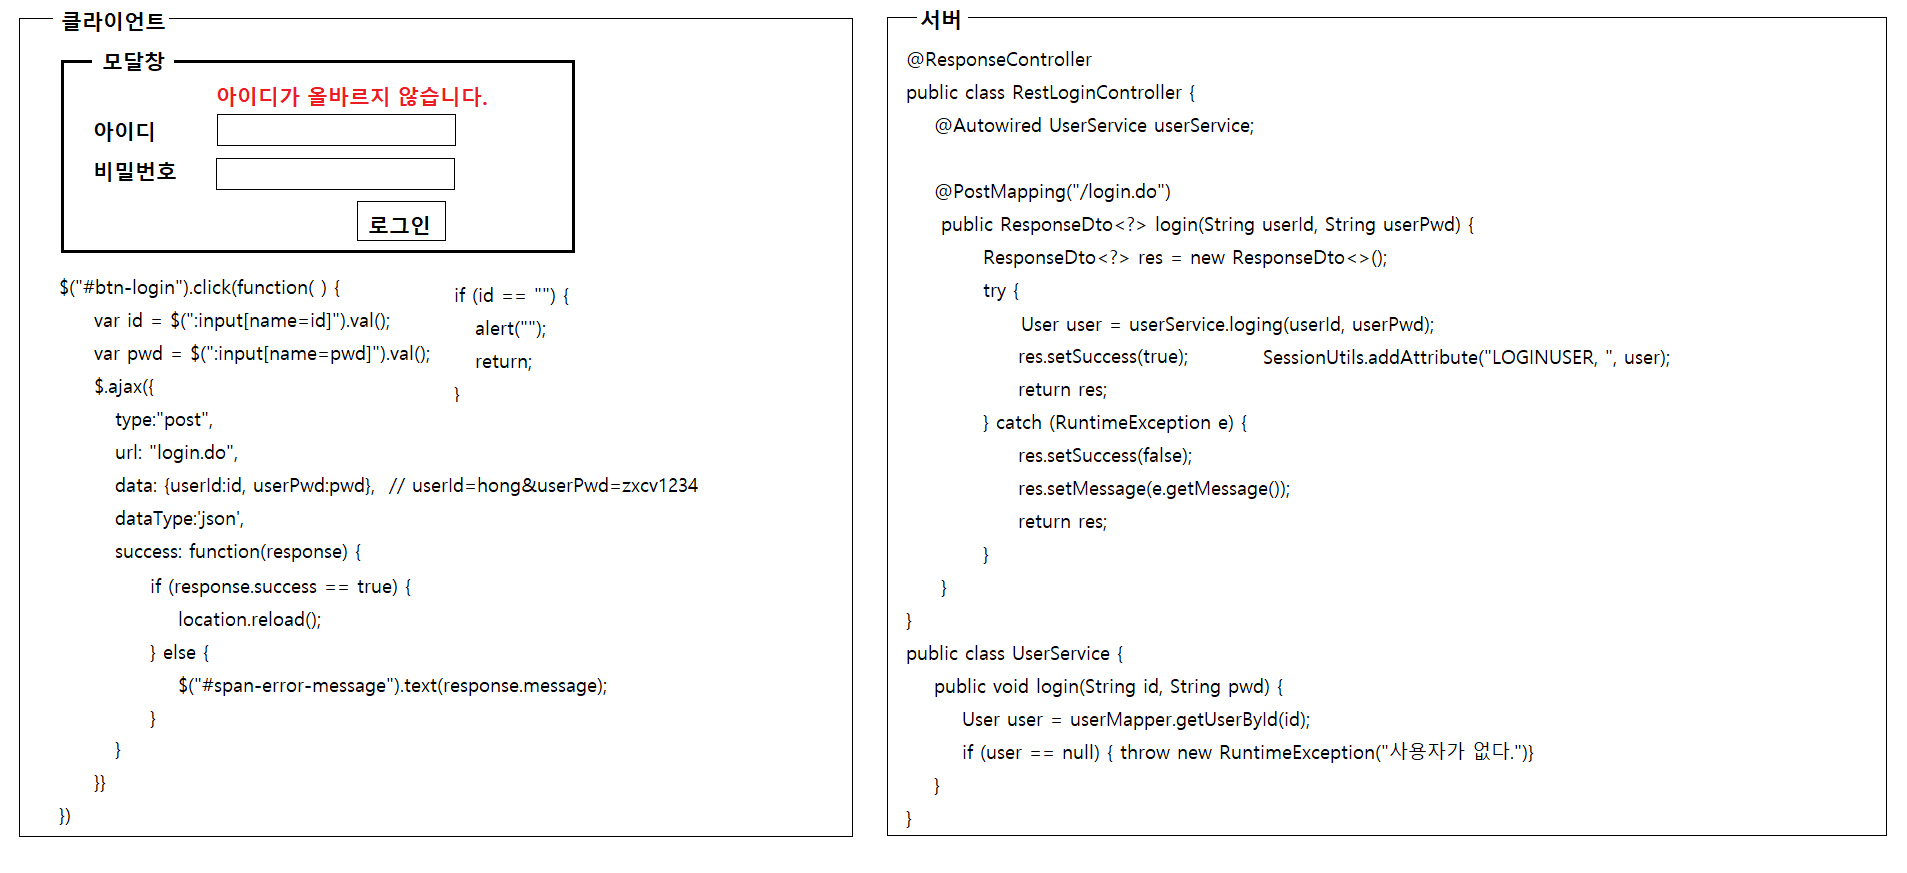 클라이언트
모달창
아이디가 올바르지 않습니다.
아이디
비밀번호
로그인
$("#btn-login").click(function( ) {
var id = $(":input[name=id]").val();
var pwd = $(":input[name=pwd]").val();
$.ajax({
type:"post",
url: "login.do",
data: {userId:id, userPwd:pwd},  // userId=hong&userPwd=zxcv1234
dataType:'json',
success: function(response) {
if (response.success == true) {
location.reload();
} else {
$("#span-error-message").text(response.message);
}
}
}}
})
if (id == "") {
alert("");
return;
}
서버
@ResponseController
public class RestLoginController {
@Autowired UserService userService;
@PostMapping("/login.do")
public ResponseDto<?> login(String userId, String userPwd) {
ResponseDto<?> res = new ResponseDto<>();
try {
User user = userService.loging(userId, userPwd);
res.setSuccess(true); SessionUtils.addAttribute("LOGINUSER, ", user);
return res;
} catch (RuntimeException e) {
res.setSuccess(false);
res.setMessage(e.getMessage());
return res;
}
}
}
public class UserService {
public void login(String id, String pwd) {
User user = userMapper.getUserById(id);
if (user == null) { throw new RuntimeException("사용자가 없다.")}
}
}